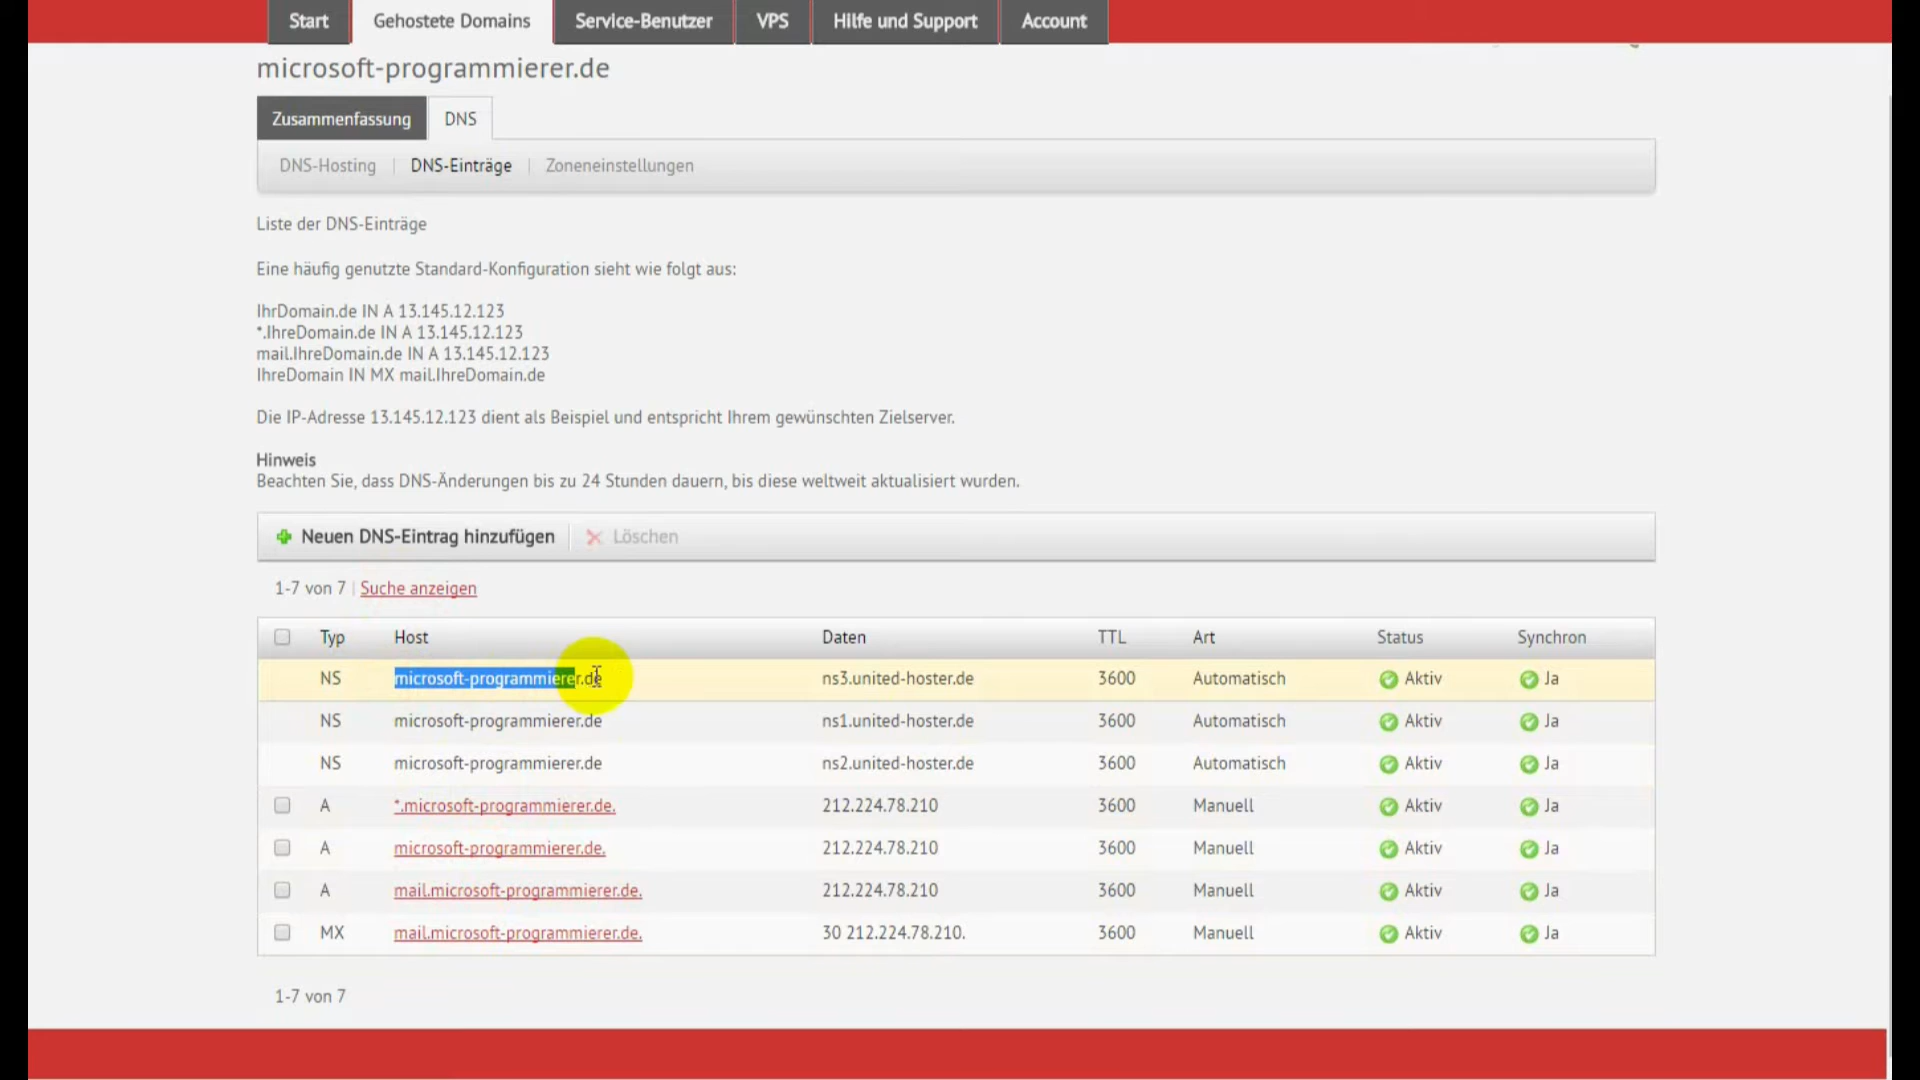 Start Gehostete Domains Service-Benutzer VPS Hilfe und Support Account
microsoft-programmierer.de
Zusammenfassung DNS
DNS-Hosting DNS-Einträge Zoneneinstellungen
Liste der DNS-Einträge
Eine häufig genutzte Standard-Konfiguration sieht wie folgt aus:
IhrDomain.de IN A 13.145.12.123
*.IhreDomain.de IN A 13.145.12.123
mail.IhreDomain.de IN A 13.145.12.123
IhreDomain IN MX mail.IhreDomain.de
Die IP-Adresse 13.145.12.123 dient als Beispiel und entspricht Ihrem gewünschten Zielserver.
Hinweis
Beachten Sie, dass DNS-Änderungen bis zu 24 Stunden dauern, bis diese weltweit aktualisiert wurden.
Neuen DNS-Eintrag hinzufügen Löschen
1-7 von 7 | Suche anzeigen
Typ Host Daten TTL Art Status Synchron
NS microsoft-programmierer.de ns3.united-hoster.de 3600 Automatisch Aktiv Ja
NS microsoft-programmierer.de ns1.united-hoster.de 3600 Automatisch Aktiv Ja
NS microsoft-programmierer.de ns2.united-hoster.de 3600 Automatisch Aktiv Ja
A *.microsoft-programmierer.de. 212.224.78.210 3600 Manuell Aktiv Ja
A microsoft-programmierer.de. 212.224.78.210 3600 Manuell Aktiv Ja
A mail.microsoft-programmierer.de. 212.224.78.210 3600 Manuell Aktiv Ja
MX mail.microsoft-programmierer.de. 30 212.224.78.210. 3600 Manuell Aktiv Ja
1-7 von 7